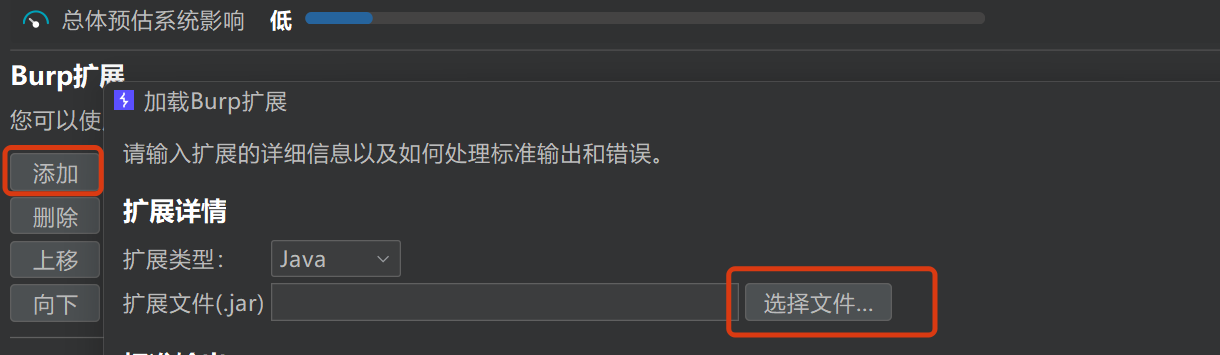 总体预估系统影响 低
Burp扩展
加载Burp扩展
您可以使
请输入扩展的详细信息以及如何处理标准输出和错误。
添加
扩展详情
删除
扩展类型： Java
上移
扩展文件(.jar) 选择文件...
向下